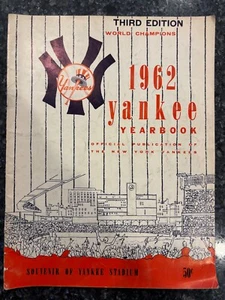 THIRD EDITION
WORLD CHAMPIONS
Yankees
1962
yankee
YEARBOOK
OFFICIAL PUBLICATION OF
THE NEW YORK YANKEES
SOUVENIR OF YANKEE STADIUM
50¢